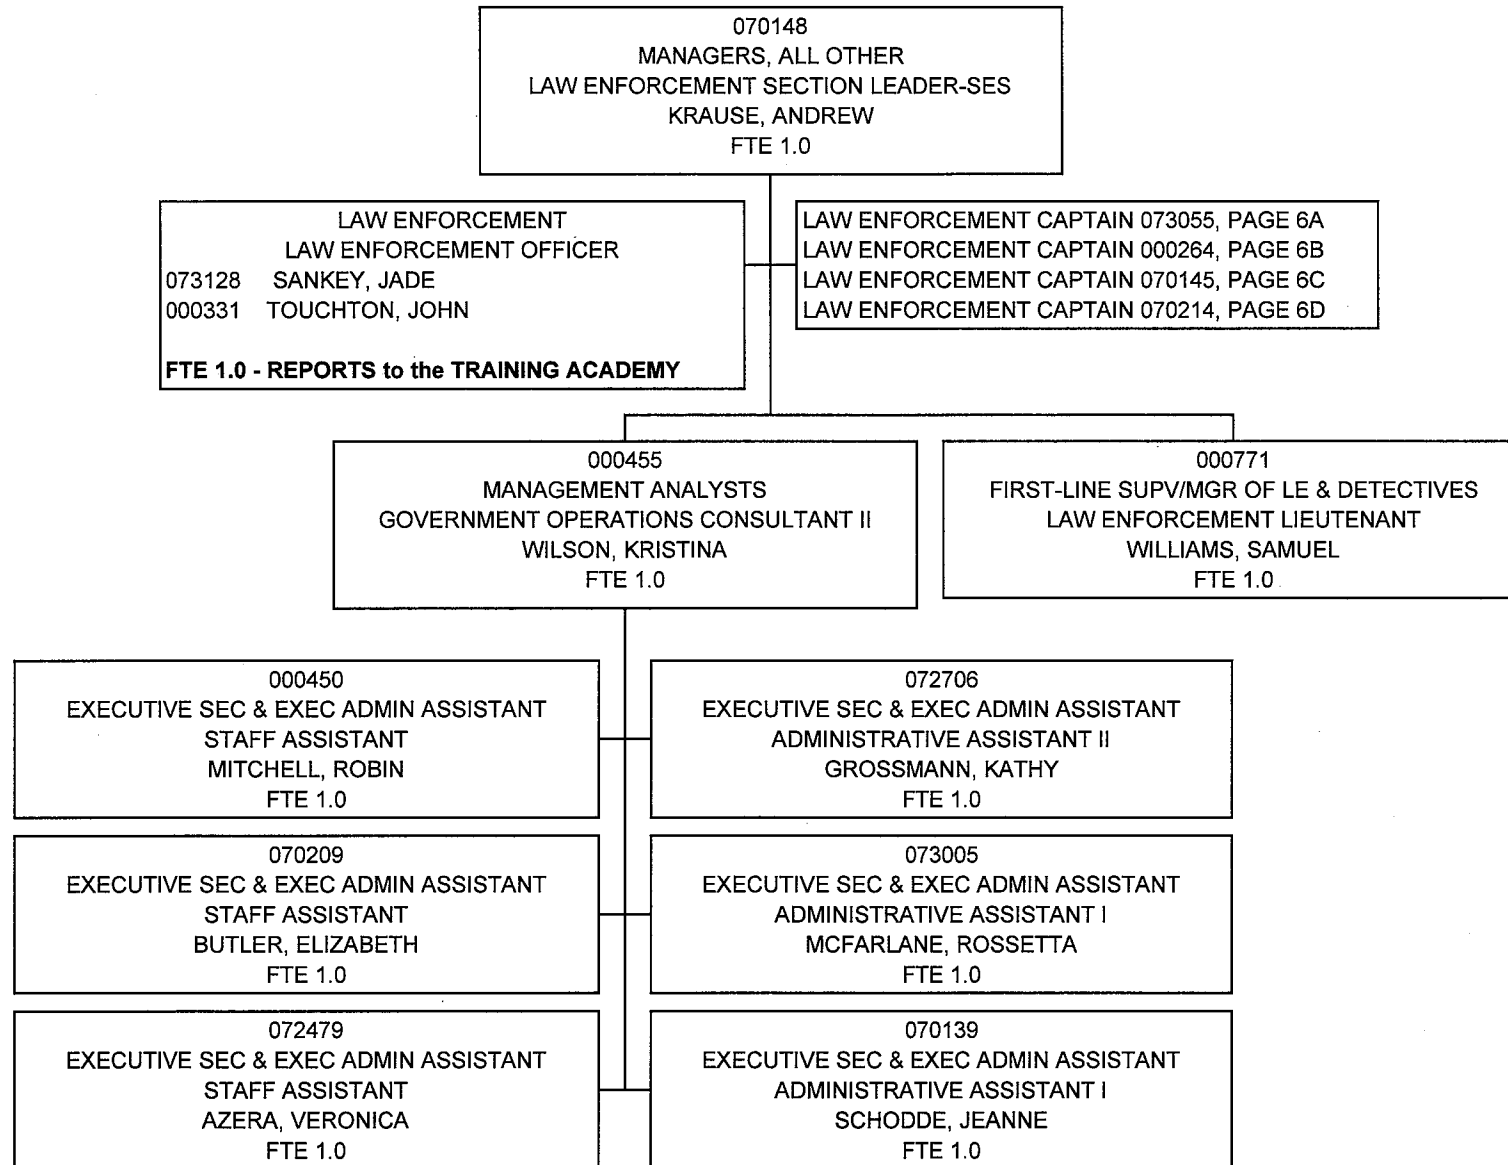 070148
MANAGERS, ALL OTHER
LAW ENFORCEMENT SECTION LEADER-SES
KRAUSE, ANDREW
FTE 1.0
LAW ENFORCEMENT
LAW ENFORCEMENT OFFICER
073128 SANKEY, JADE
000331 TOUCHTON, JOHN
FTE 1.0 - REPORTS to the TRAINING ACADEMY
LAW ENFORCEMENT CAPTAIN 073055, PAGE 6A
LAW ENFORCEMENT CAPTAIN 000264, PAGE 6B
LAW ENFORCEMENT CAPTAIN 070145, PAGE 6C
LAW ENFORCEMENT CAPTAIN 070214, PAGE 6D
000455
MANAGEMENT ANALYSTS
GOVERNMENT OPERATIONS CONSULTANT II
WILSON, KRISTINA
FTE 1.0
000771
FIRST-LINE SUPV/MGR OF LE & DETECTIVES
LAW ENFORCEMENT LIEUTENANT
WILLIAMS, SAMUEL
FTE 1.0
000450
EXECUTIVE SEC & EXEC ADMIN ASSISTANT
STAFF ASSISTANT
MITCHELL, ROBIN
FTE 1.0
072706
EXECUTIVE SEC & EXEC ADMIN ASSISTANT
ADMINISTRATIVE ASSISTANT II
GROSSMANN, KATHY
FTE 1.0
070209
EXECUTIVE SEC & EXEC ADMIN ASSISTANT
STAFF ASSISTANT
BUTLER, ELIZABETH
FTE 1.0
073005
EXECUTIVE SEC & EXEC ADMIN ASSISTANT
ADMINISTRATIVE ASSISTANT I
MCFARLANE, ROSSETTA
FTE 1.0
072479
EXECUTIVE SEC & EXEC ADMIN ASSISTANT
STAFF ASSISTANT
AZERA, VERONICA
FTE 1.0
070139
EXECUTIVE SEC & EXEC ADMIN ASSISTANT
ADMINISTRATIVE ASSISTANT I
SCHODDE, JEANNE
FTE 1.0